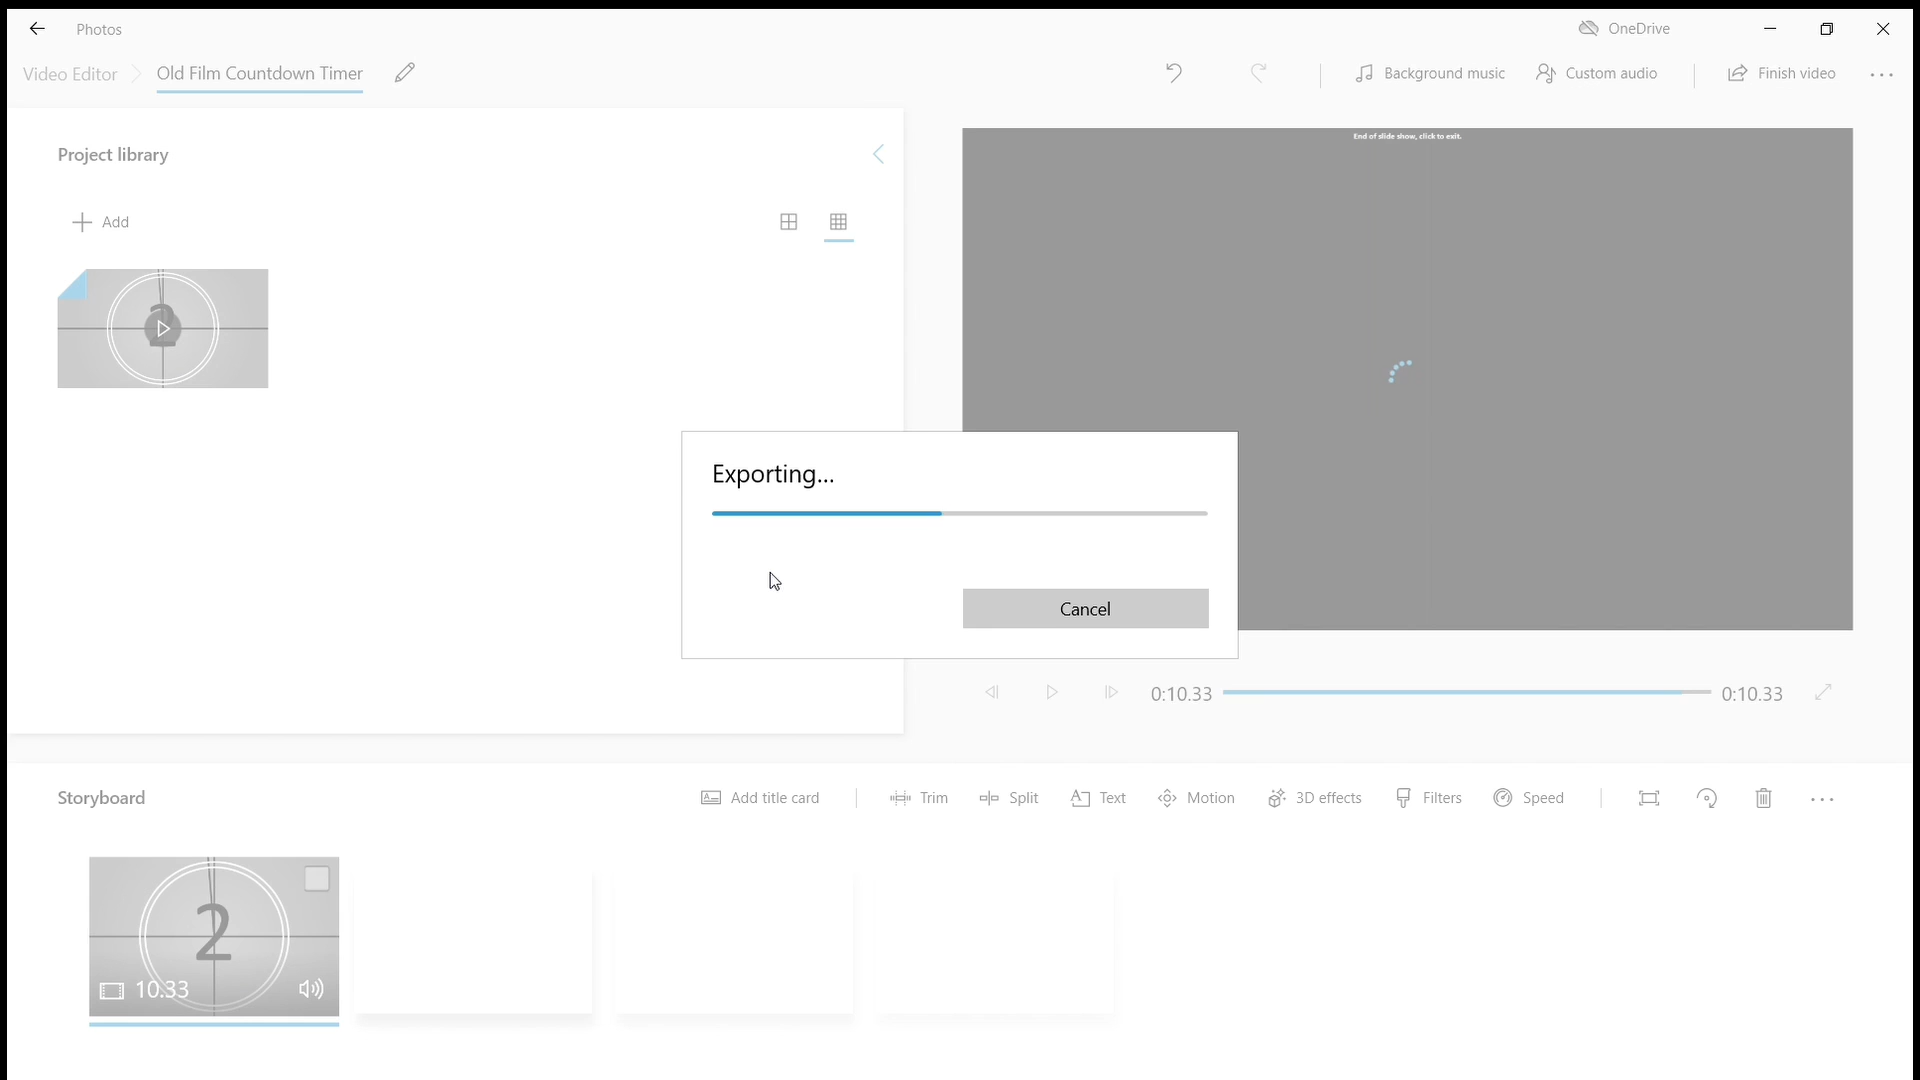 Photos
OneDrive
Video Editor
Old Film Countdown Timer
Background music
Custom audio
Finish video
Project library
Add
2
End of slide show, click to exit.
Exporting...
Cancel
0:10.33
0:10.33
Storyboard
Add title card
Trim
Split
Text
Motion
3D effects
Filters
Speed
2
10.33